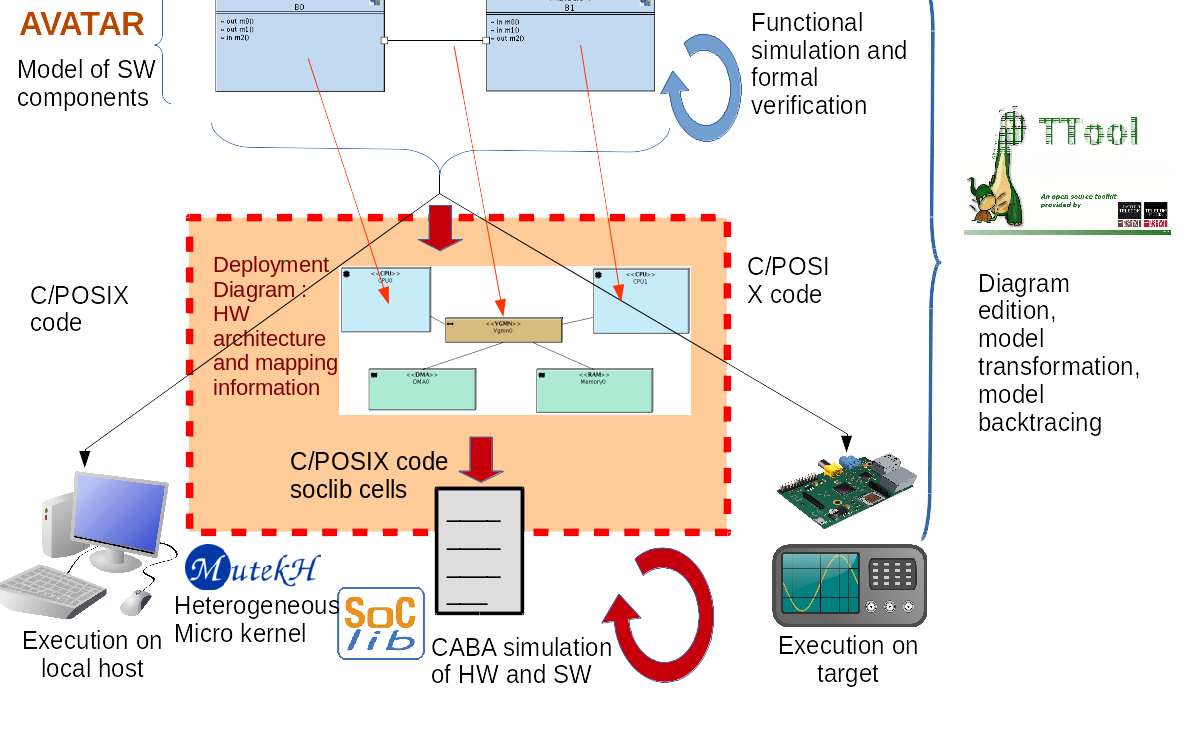 AVATAR
Model of SW
components
B0
~ out m0()
~ out m1()
~ in m2()
B1
~ in m0()
~ in m1()
~ out m2()
Functional
simulation and
formal
verification
TTool
An open source toolkit
provided by
Diagram
edition,
model
transformation,
model
backtracing
C/POSIX
code
Deployment
Diagram :
HW
architecture
and mapping
information
<<CPU>>
CPU0
<<CPU>>
CPU1
<<VGMN>>
Vgmn0
<<DMA>>
DMA0
<<RAM>>
Memory0
C/POSI
X code
C/POSIX code
soclib cells
MutekH
Heterogeneous
Micro kernel
SoC
lib
CABA simulation
of HW and SW
Execution on
local host
Execution on
target